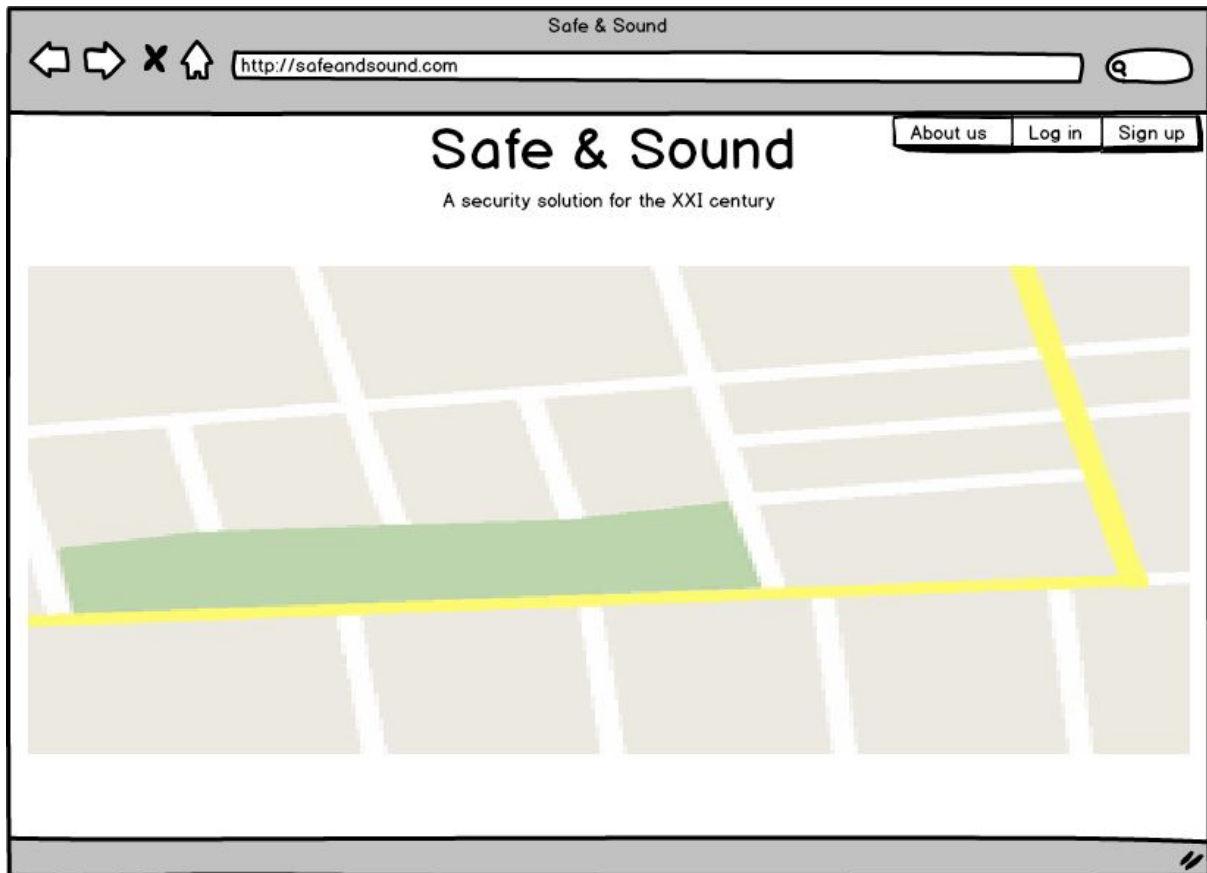 Safe & Sound
http://safeandsound.com
Safe & Sound
About us
Log in
Sign up
A security solution for the XXI century